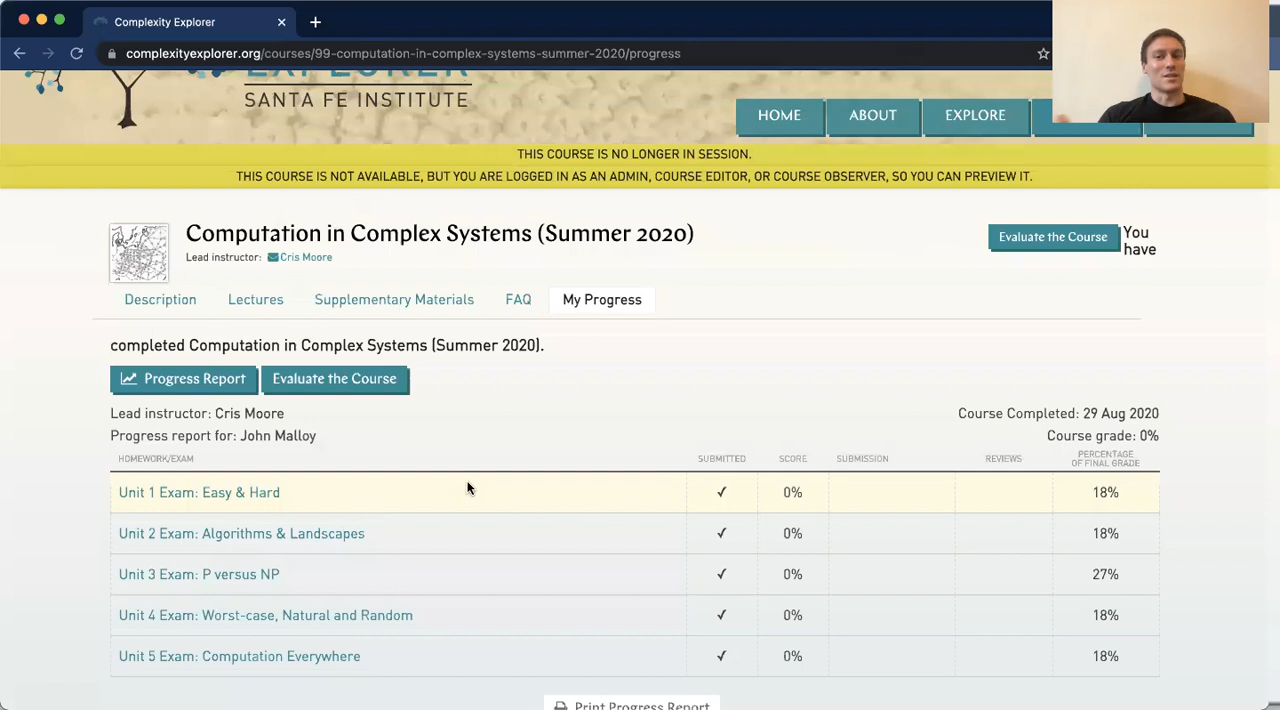 Complexity Explorer
complexityexplorer.org/courses/99-computation-in-complex-systems-summer-2020/progress
EXPLORER
SANTA FE INSTITUTE
HOME ABOUT EXPLORE
THIS COURSE IS NO LONGER IN SESSION.
THIS COURSE IS NOT AVAILABLE, BUT YOU ARE LOGGED IN AS AN ADMIN, COURSE EDITOR, OR COURSE OBSERVER, SO YOU CAN PREVIEW IT.
Computation in Complex Systems (Summer 2020)
Lead instructor: Cris Moore
Evaluate the Course
You have
Description Lectures Supplementary Materials FAQ My Progress
completed Computation in Complex Systems (Summer 2020).
Progress Report Evaluate the Course
Lead instructor: Cris Moore Course Completed: 29 Aug 2020
Progress report for: John Malloy Course grade: 0%
HOMEWORK/EXAM SUBMITTED SCORE SUBMISSION REVIEWS PERCENTAGE OF FINAL GRADE
Unit 1 Exam: Easy & Hard ✓ 0% 18%
Unit 2 Exam: Algorithms & Landscapes ✓ 0% 18%
Unit 3 Exam: P versus NP ✓ 0% 27%
Unit 4 Exam: Worst-case, Natural and Random ✓ 0% 18%
Unit 5 Exam: Computation Everywhere ✓ 0% 18%
Print Progress Report